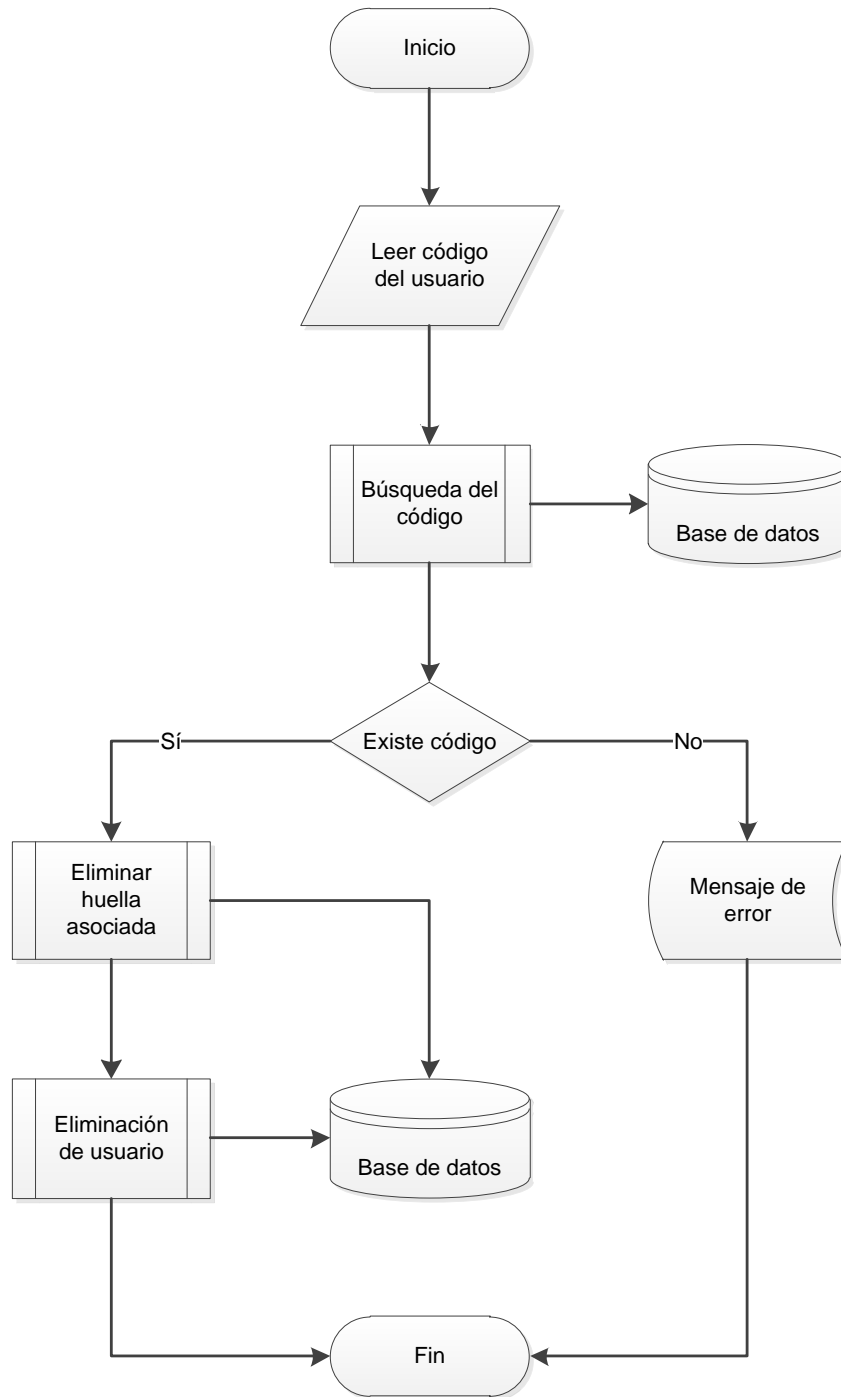 Inicio
Leer código
del usuario
Búsqueda del
código
Base de datos
Existe código
Sí
No
Eliminar
huella
asociada
Mensaje de
error
Eliminación
de usuario
Base de datos
Fin